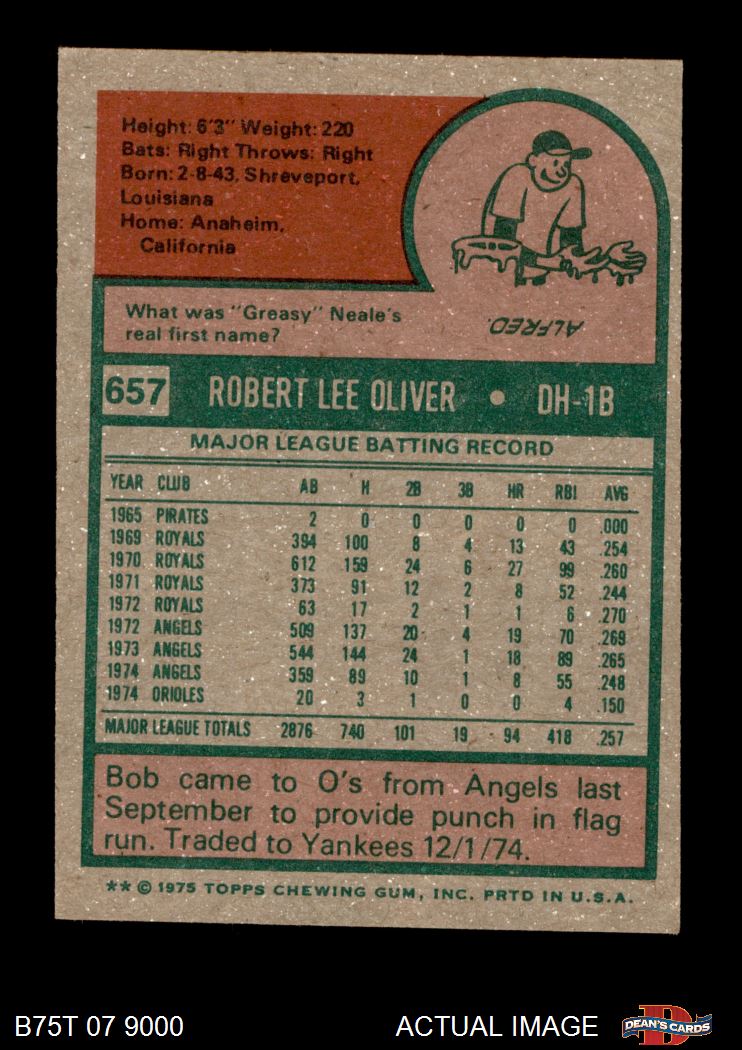 Height: 6'3" Weight: 220
Bats: Right Throws: Right
Born: 2-8-43, Shreveport,
Louisiana
Home: Anaheim,
California
What was "Greasy" Neale's
real first name?
ALFRED.
657 ROBERT LEE OLIVER • DH-1B
MAJOR LEAGUE BATTING RECORD
YEAR CLUB AB H 2B 3B HR RBI AVG
1965 PIRATES 2 0 0 0 0 0 .000
1969 ROYALS 394 100 8 4 13 43 .254
1970 ROYALS 612 159 24 6 27 99 .260
1971 ROYALS 373 91 12 2 8 52 .244
1972 ROYALS 63 17 2 1 1 6 .270
1972 ANGELS 509 137 20 4 19 70 .269
1973 ANGELS 544 144 24 1 18 89 .265
1974 ANGELS 359 89 10 1 8 55 .248
1974 ORIOLES 20 3 1 0 0 4 .150
MAJOR LEAGUE TOTALS 2876 740 101 19 94 418 .257
Bob came to O's from Angels last
September to provide punch in flag
run. Traded to Yankees 12/1/74.
** © 1975 TOPPS CHEWING GUM, INC. PRTD IN U.S.A.
B75T 07 9000 ACTUAL IMAGE D DEAN'S CARDS